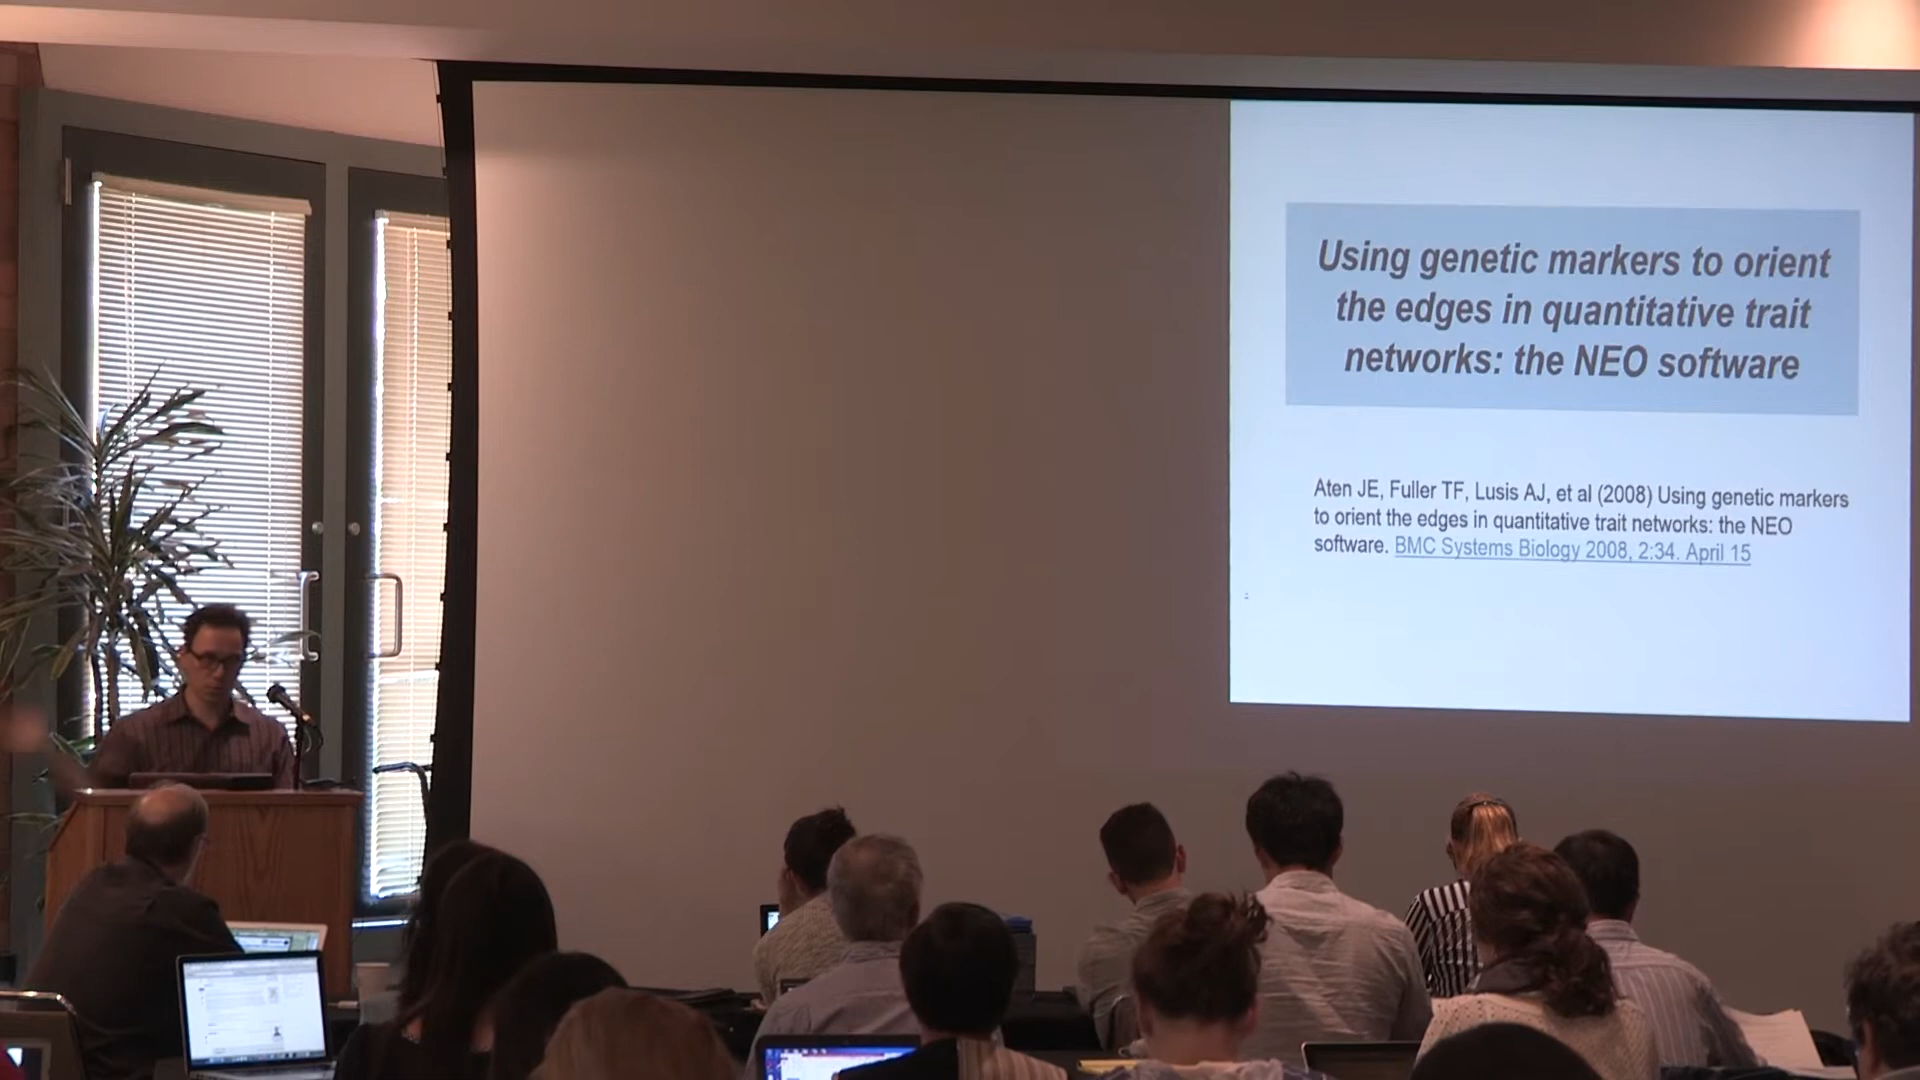 Using genetic markers to orient
the edges in quantitative trait
networks: the NEO software
Aten JE, Fuller TF, Lusis AJ, et al (2008) Using genetic markers
to orient the edges in quantitative trait networks: the NEO
software. BMC Systems Biology 2008, 2:34. April 15